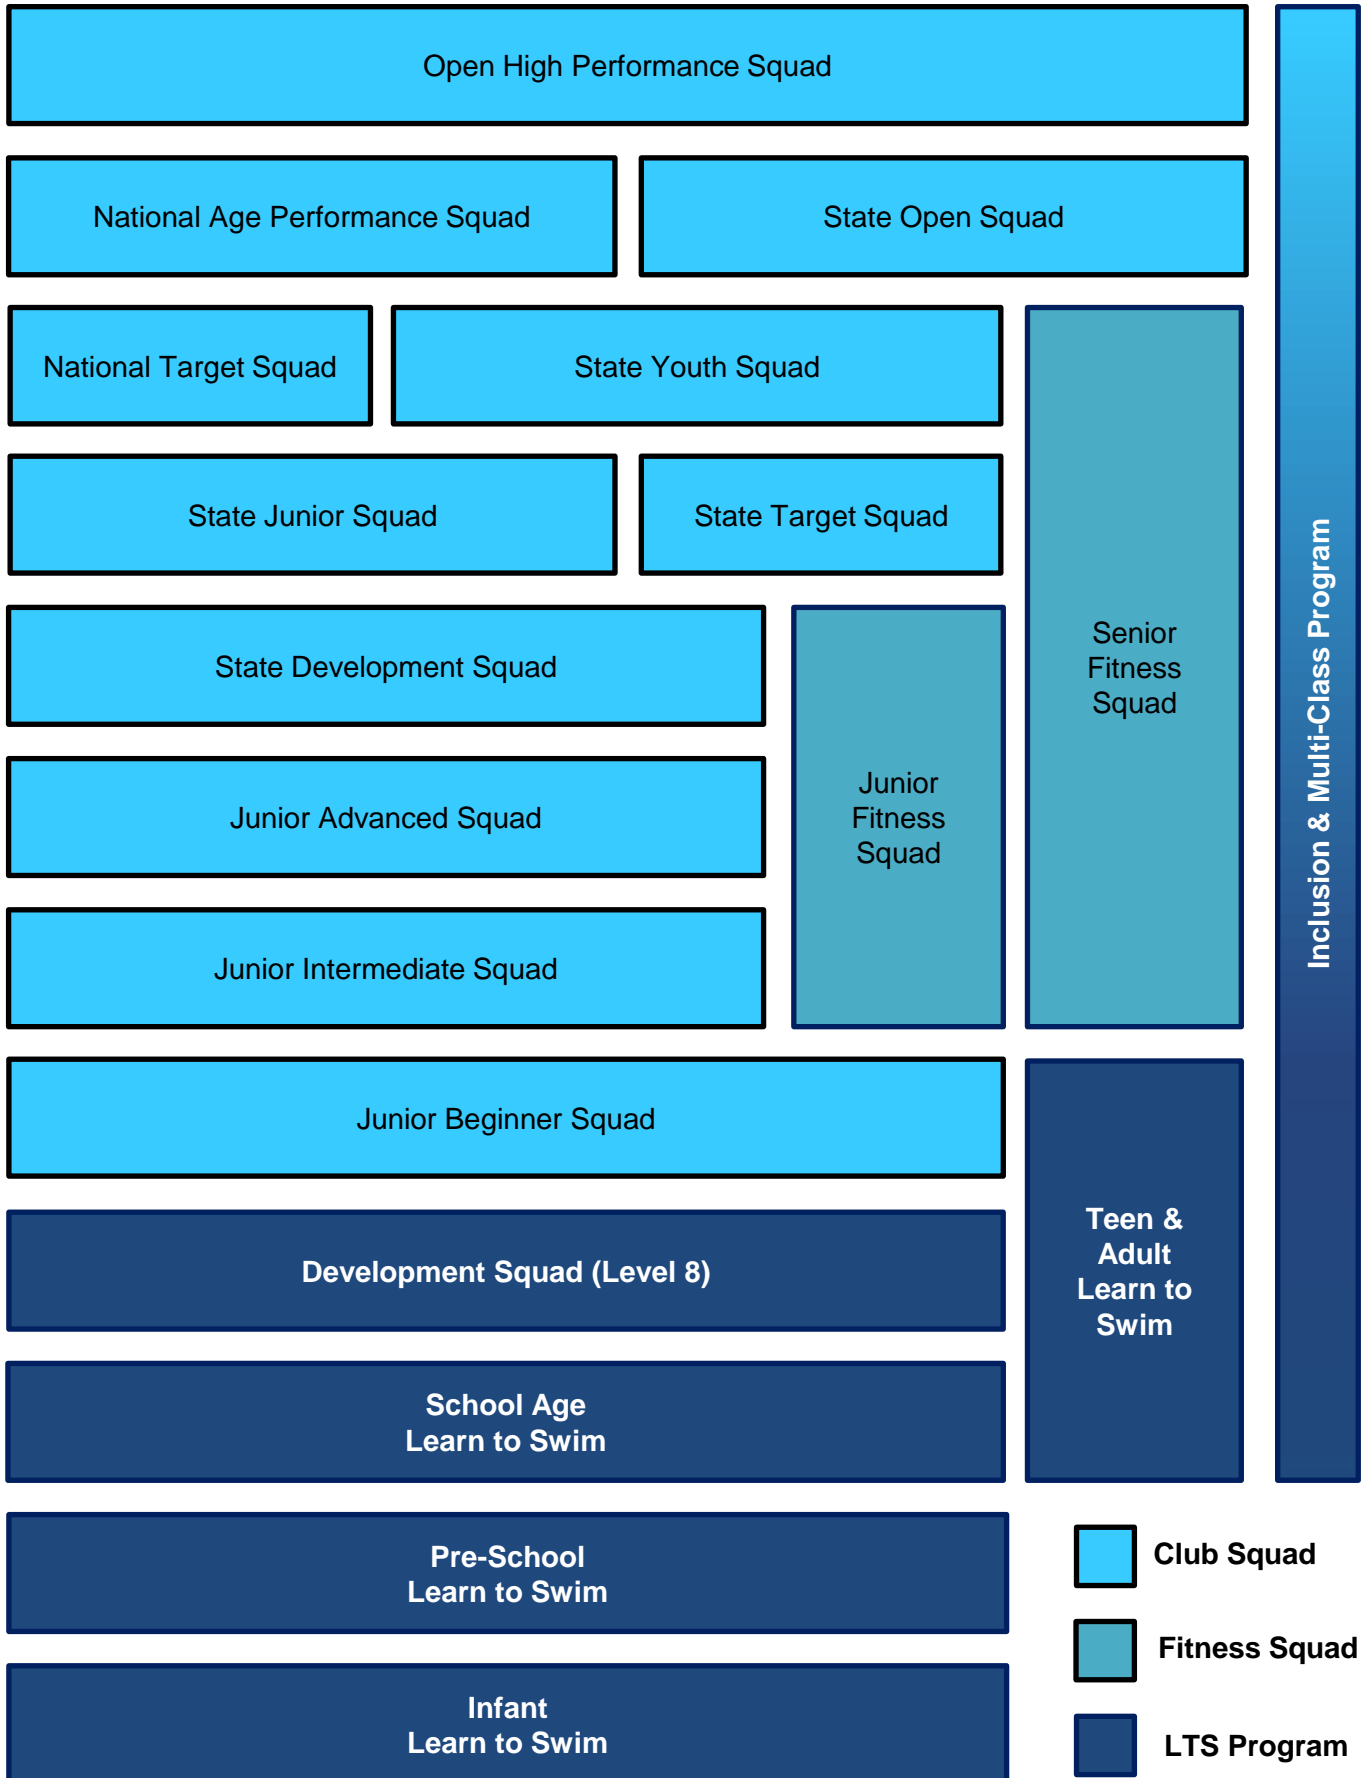 Open High Performance Squad
National Age Performance Squad
State Open Squad
National Target Squad
State Youth Squad
State Junior Squad
State Target Squad
State Development Squad
Senior
Fitness
Squad
Junior Advanced Squad
Junior
Fitness
Squad
Junior Intermediate Squad
Inclusion & Multi-Class Program
Junior Beginner Squad
Development Squad (Level 8)
Teen &
Adult
Learn to
Swim
School Age
Learn to Swim
Pre-School
Learn to Swim
Infant
Learn to Swim
Club Squad
Fitness Squad
LTS Program